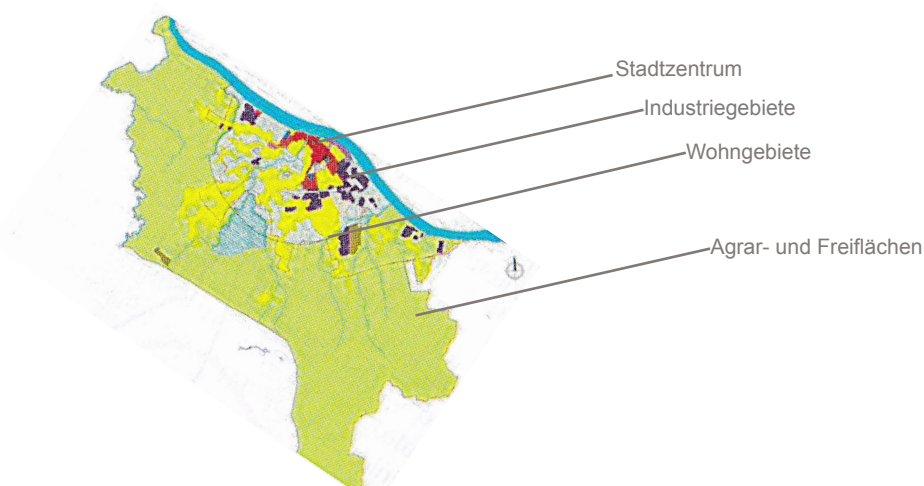 Stadtzentrum
Industriegebiete
Wohngebiete
Agrar- und Freiflächen